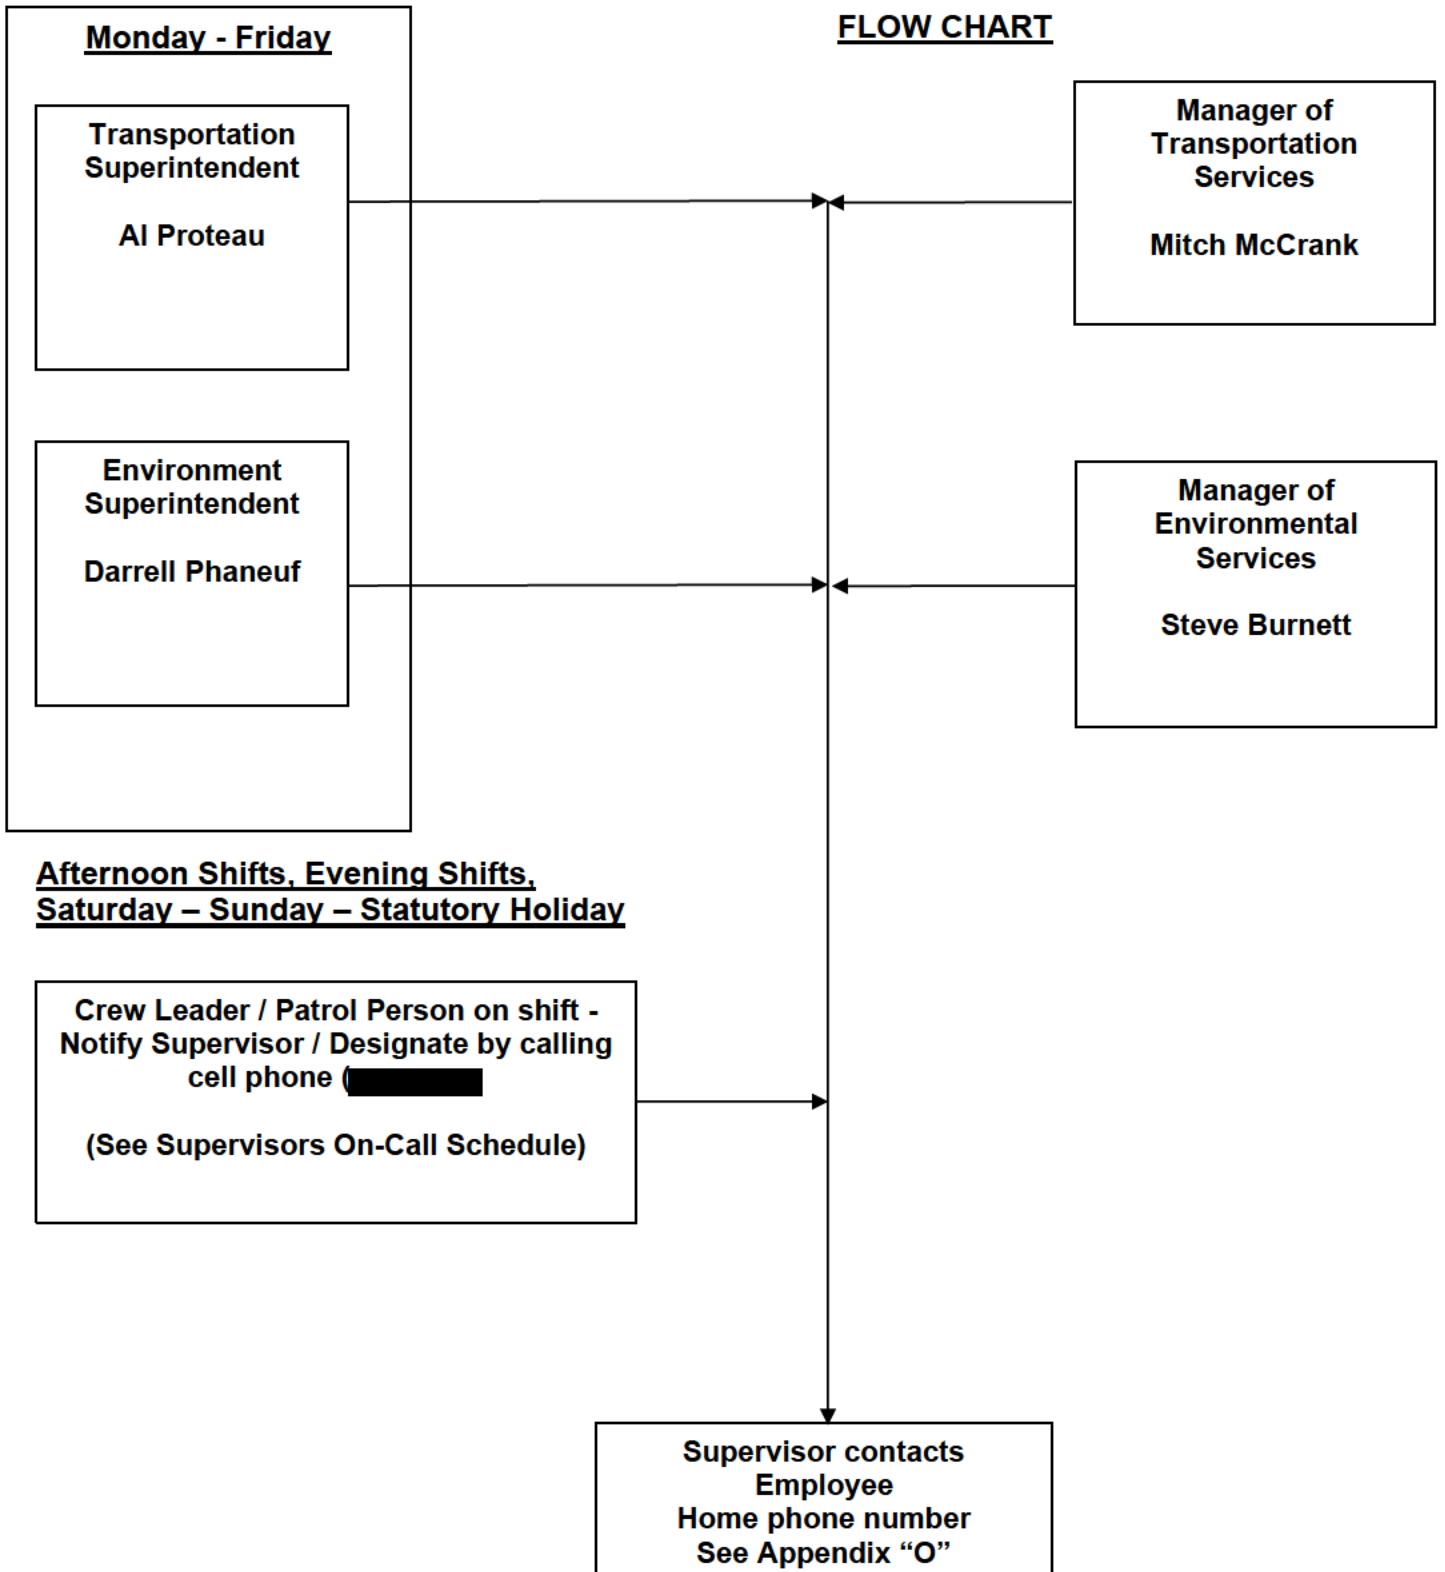 FLOW CHART
Monday - Friday
Transportation
Superintendent
Al Proteau
Manager of
Transportation
Services
Mitch McCrank
Environment
Superintendent
Darrell Phaneuf
Manager of
Environmental
Services
Steve Burnett
Afternoon Shifts, Evening Shifts,
Saturday – Sunday – Statutory Holiday
Crew Leader / Patrol Person on shift -
Notify Supervisor / Designate by calling
cell phone (
(See Supervisors On-Call Schedule)
Supervisor contacts
Employee
Home phone number
See Appendix “O”